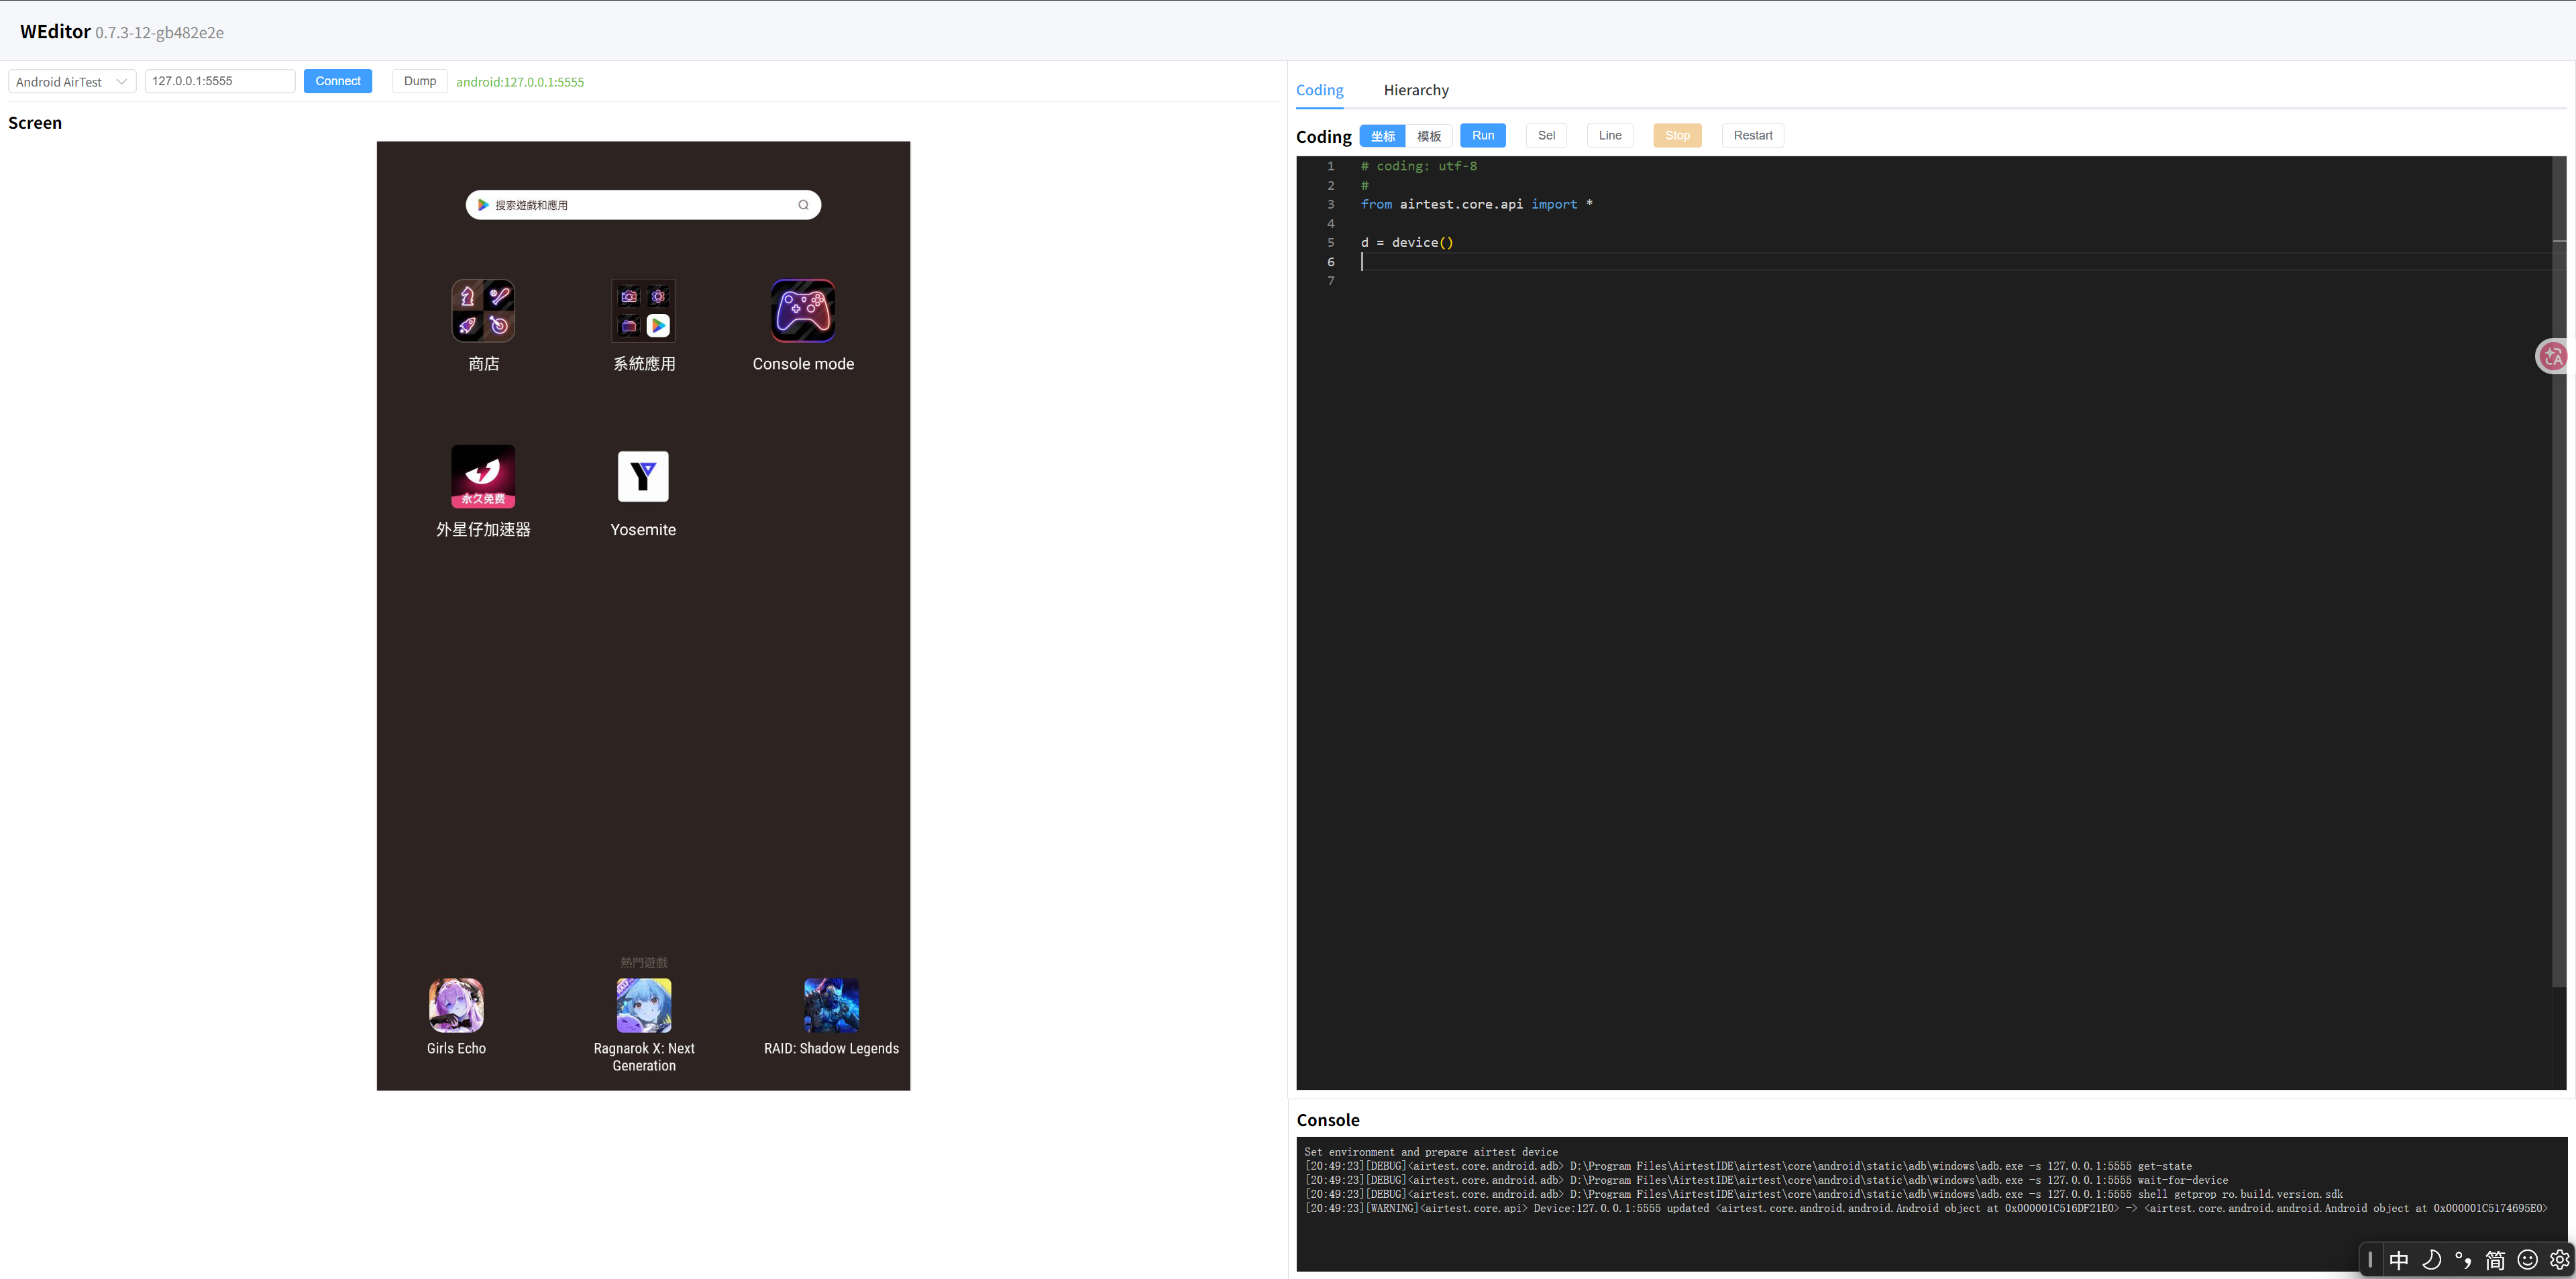 WEditor 0.7.3-12-gb482e2e
Android AirTest 127.0.0.1:5555 Connect Dump android:127.0.0.1:5555
Screen
搜索遊戲和應用
商店 系統應用 Console mode
永久免费
外星仔加速器 Yosemite
熱門遊戲
Girls Echo Ragnarok X: Next Generation RAID: Shadow Legends
Coding Hierarchy
Coding 坐标 模板 Run Sel Line Stop Restart
1 # coding: utf-8
2 #
3 from airtest.core.api import *
4
5 d = device()
6
7
Console
Set environment and prepare airtest device
[20:49:23][DEBUG]<airtest.core.android.adb> D:\Program Files\AirtestIDE\airtest\core\android\static\adb\windows\adb.exe -s 127.0.0.1:5555 get-state
[20:49:23][DEBUG]<airtest.core.android.adb> D:\Program Files\AirtestIDE\airtest\core\android\static\adb\windows\adb.exe -s 127.0.0.1:5555 wait-for-device
[20:49:23][DEBUG]<airtest.core.android.adb> D:\Program Files\AirtestIDE\airtest\core\android\static\adb\windows\adb.exe -s 127.0.0.1:5555 shell getprop ro.build.version.sdk
[20:49:23][WARNING]<airtest.core.api> Device:127.0.0.1:5555 updated <airtest.core.android.android.Android object at 0x000001C516DF21E0> -> <airtest.core.android.android.Android object at 0x000001C5174695E0>
中 简